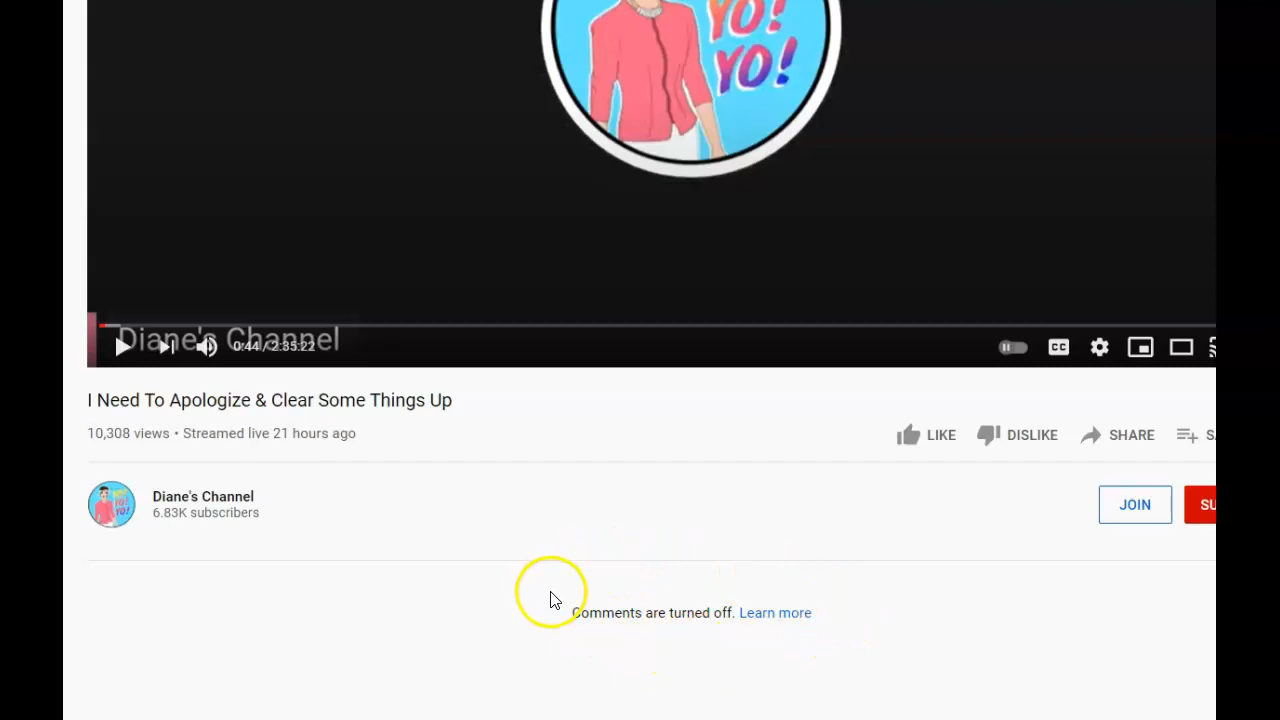 YO!
YO!
Diane's Channel
0:44 / 2:35:22
CC
I Need To Apologize & Clear Some Things Up
10,308 views • Streamed live 21 hours ago
LIKE
DISLIKE
SHARE
Diane's Channel
6.83K subscribers
JOIN
SU
Comments are turned off. Learn more